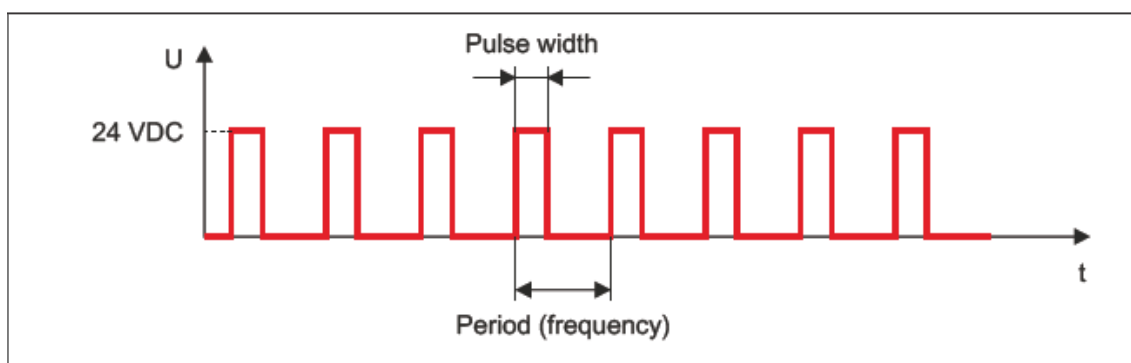 Pulse width
U
24 VDC
t
Period (frequency)